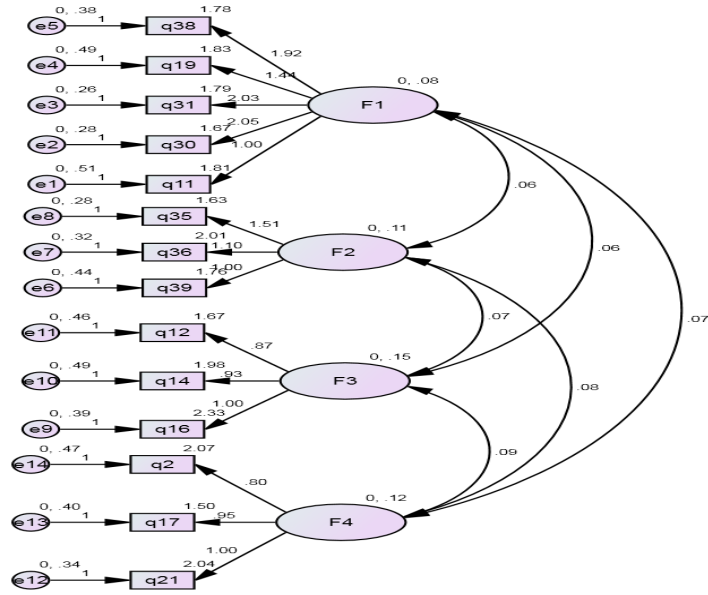 0, .38 1.78
e5 1 q38
1.92
0, .49 1.83
e4 1 q19
1.44
0, .08
0, .26 1.79
e3 1 q31 2.03 F1
0, .28 2.05
1.67
e2 1 q30 1.00
0, .51 1.81
e1 1 q11
.06
0, .28 1.63
e8 1 q35
1.51
0, .11
0, .32 2.01
e7 1 q36 1.10 F2
.06
0, .44 1.00
1.76
e6 1 q39
.07
.07
0, .46 1.67
e11 1 q12
.87
0, .15
0, .49 1.98
e10 1 q14 .93 F3
.08
1.00
0, .39 2.33
e9 1 q16
.09
0, .47 2.07
e14 1 q2
.80
0, .12
0, .40 1.50
e13 1 q17 .95 F4
1.00
0, .34 2.04
e12 1 q21